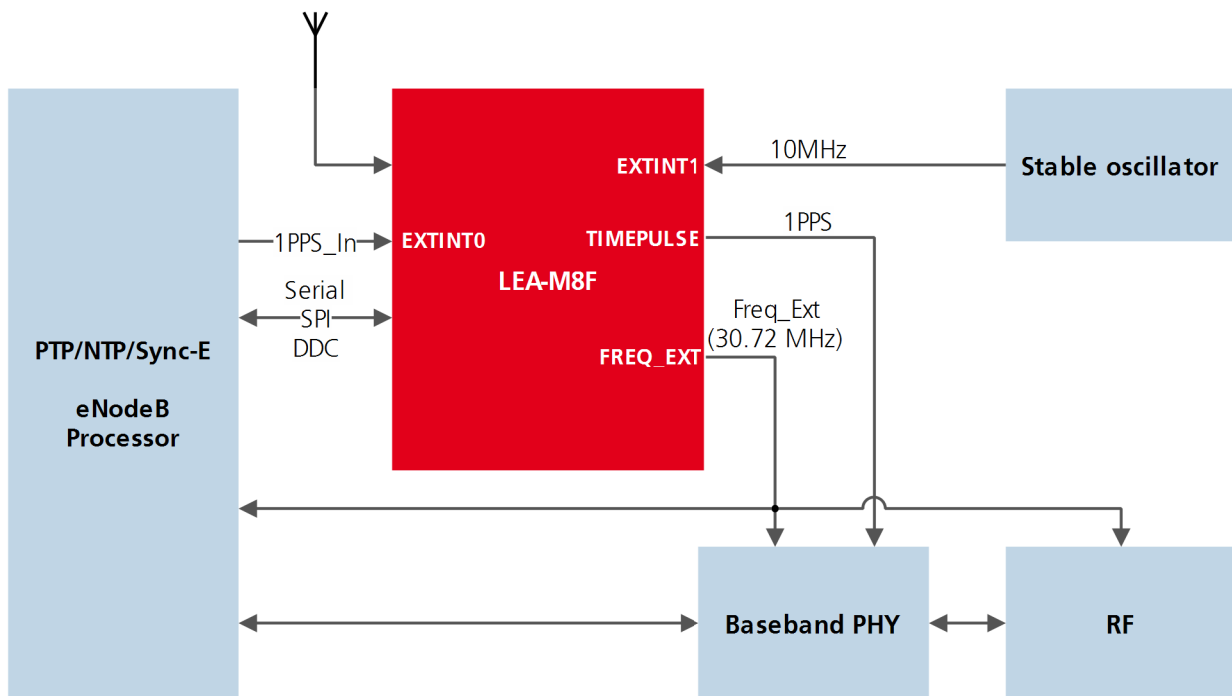 10MHz
EXTINT1
Stable oscillator
1PPS
1PPS_In
EXTINT0
TIMEPULSE
LEA-M8F
Serial
SPI
DDC
Freq_Ext
(30.72 MHz)
PTP/NTP/Sync-E
FREQ_EXT
eNodeB
Processor
Baseband PHY
RF